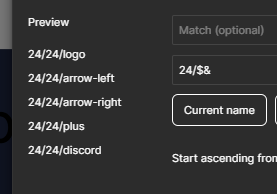 Preview
Match (optional)
24/24/logo
24/$&
24/24/arrow-left
24/24/arrow-right
Current name
24/24/plus
24/24/discord
Start ascending from